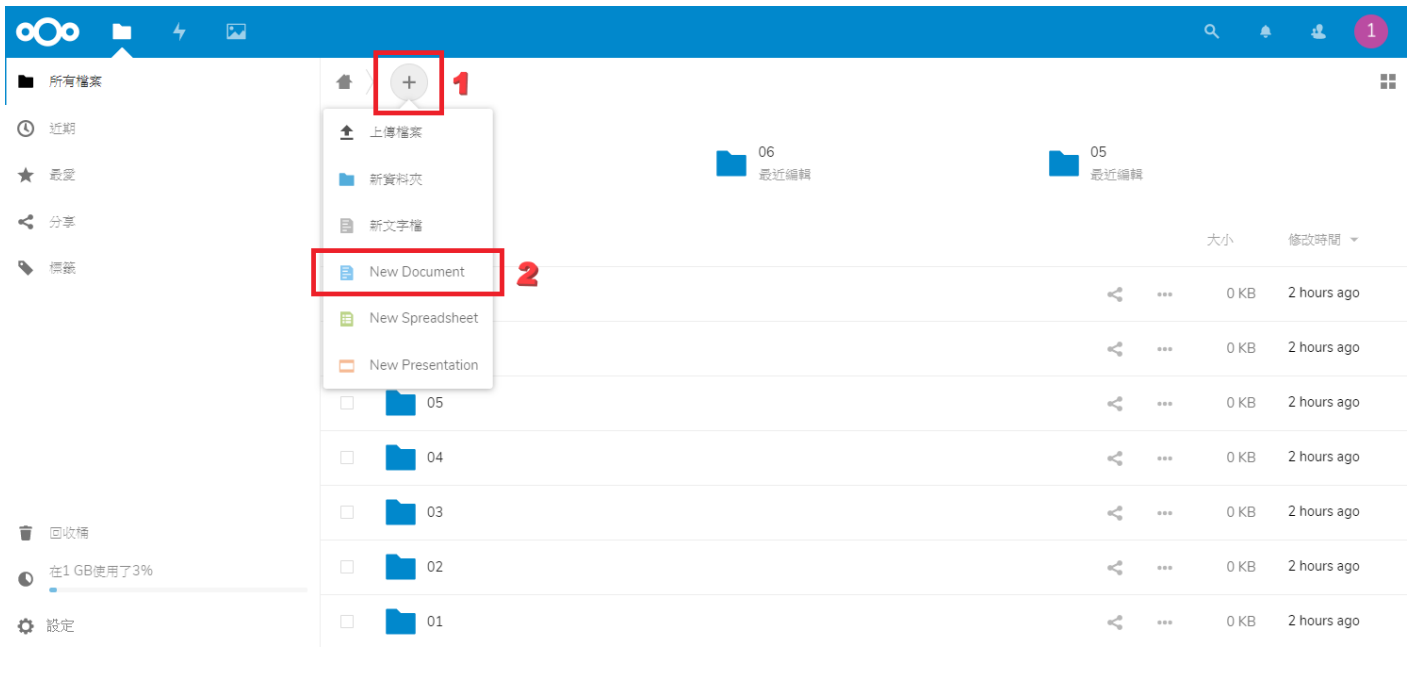 1
所有檔案
+
1
近期
上傳檔案
06
最近編輯
05
最近編輯
最愛
新資料夾
分享
新文字檔
大小
修改時間
標籤
New Document
2
0 KB
2 hours ago
New Spreadsheet
0 KB
2 hours ago
New Presentation
05
0 KB
2 hours ago
04
0 KB
2 hours ago
03
0 KB
2 hours ago
回收桶
在1 GB使用了3%
02
0 KB
2 hours ago
設定
01
0 KB
2 hours ago